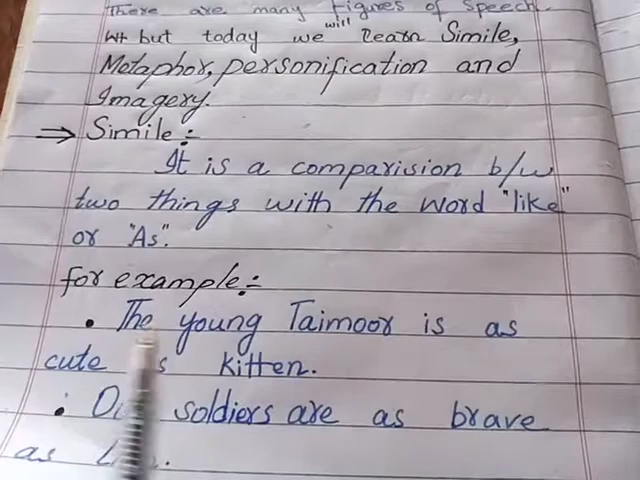 There are many Figures of speech.
but today we will learn Simile,
Metaphor, personification and
Imagery.
⇒ Simile:-
It is a comparision b/w
two things with the word "like"
or "As".
for example:-
• The young Taimoor is as
cute kitten.
• soldiers are as brave
as